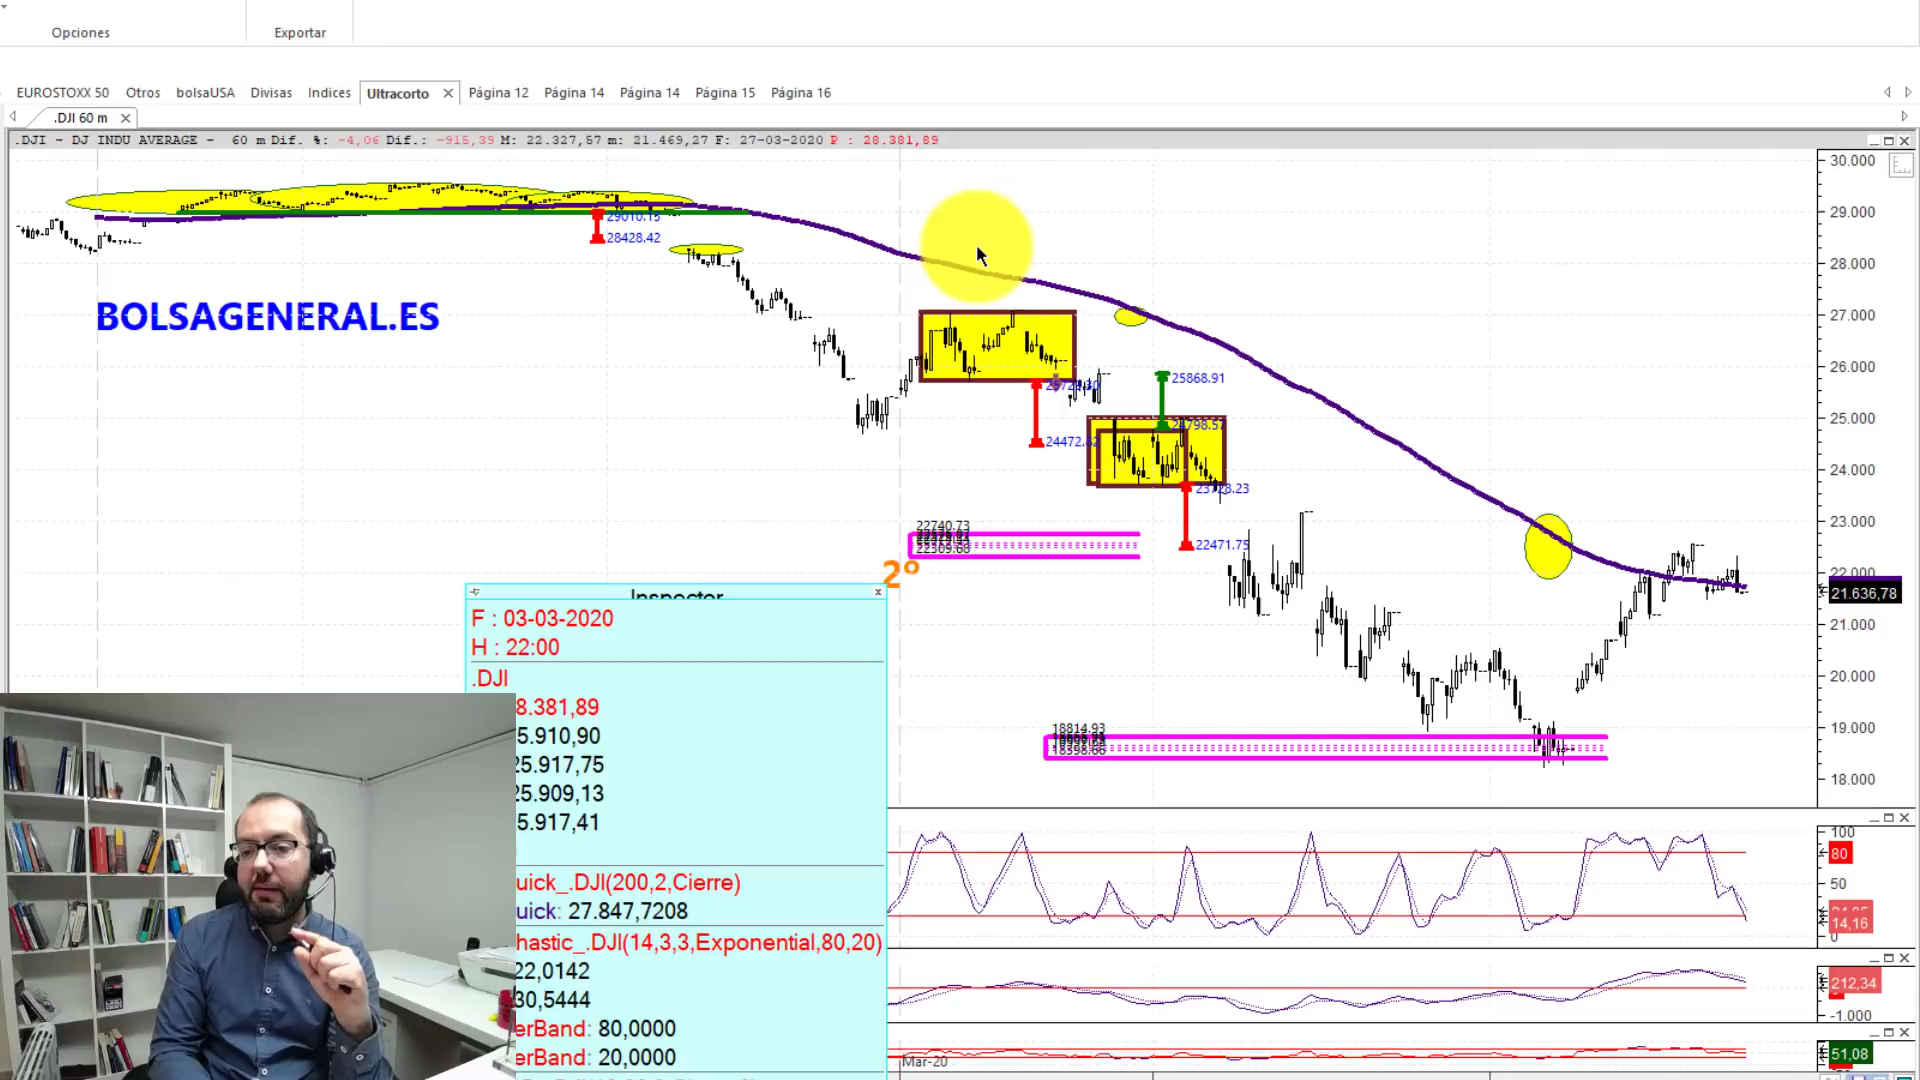 Opciones
Exportar
EUROSTOXX 50 Otros bolsaUSA Divisas Indices Ultracorto Página 12 Página 14 Página 14 Página 15 Página 16
.DJI 60 m
.DJI - DJ INDU AVERAGE - 60 m Dif. %: -4,06 Dif.: -915,39 M: 22.327,57 m: 21.469,27 F: 27-03-2020 P : 28.381,89
30.000
29.000
28.000
27.000
26.000
25.000
24.000
23.000
22.000
21.636,78
21.000
20.000
19.000
18.000
29010.15
28428.42
BOLSAGENERAL.ES
25868.91
24472.82
24798.57
23728.23
22471.75
22740.73
22309.68
2º
18814.93
18398.66
Inspector
F : 03-03-2020
H : 22:00
.DJI
8.381,89
5.910,90
25.917,75
25.909,13
5.917,41
uick_.DJI(200,2,Cierre)
uick: 27.847,7208
hastic_.DJI(14,3,3,Exponential,80,20)
22,0142
30,5444
erBand: 80,0000
erBand: 20,0000
100
80
50
14,16
0
212,34
-1.000
51,08
Mar-20